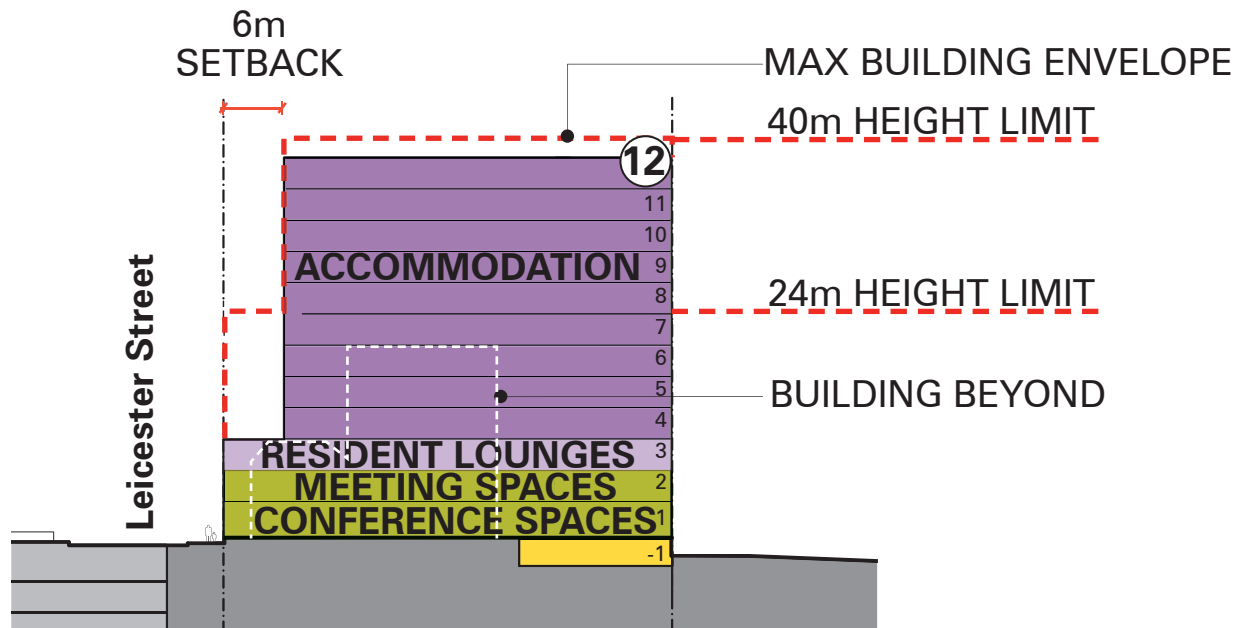 6m
SETBACK
MAX BUILDING ENVELOPE
40m HEIGHT LIMIT
12
11
10
ACCOMMODATION 9
8
24m HEIGHT LIMIT
7
6
5
BUILDING BEYOND
4
Leicester Street
RESIDENT LOUNGES 3
MEETING SPACES 2
CONFERENCE SPACES 1
-1